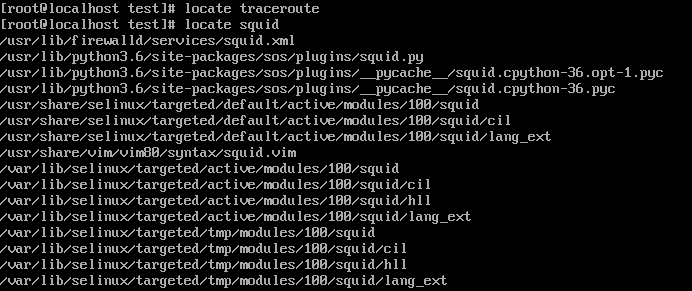 [root@localhost test]# locate traceroute
[root@localhost test]# locate squid
/usr/lib/firewalld/services/squid.xml
/usr/lib/python3.6/site-packages/sos/plugins/squid.py
/usr/lib/python3.6/site-packages/sos/plugins/__pycache__/squid.cpython-36.opt-1.pyc
/usr/lib/python3.6/site-packages/sos/plugins/__pycache__/squid.cpython-36.pyc
/usr/share/selinux/targeted/default/active/modules/100/squid
/usr/share/selinux/targeted/default/active/modules/100/squid/cil
/usr/share/selinux/targeted/default/active/modules/100/squid/lang_ext
/usr/share/vim/vim80/syntax/squid.vim
/var/lib/selinux/targeted/active/modules/100/squid
/var/lib/selinux/targeted/active/modules/100/squid/cil
/var/lib/selinux/targeted/active/modules/100/squid/hll
/var/lib/selinux/targeted/active/modules/100/squid/lang_ext
/var/lib/selinux/targeted/tmp/modules/100/squid
/var/lib/selinux/targeted/tmp/modules/100/squid/cil
/var/lib/selinux/targeted/tmp/modules/100/squid/hll
/var/lib/selinux/targeted/tmp/modules/100/squid/lang_ext